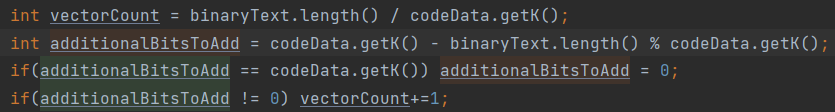 int vectorCount = binaryText.length() / codeData.getK();
int additionalBitsToAdd = codeData.getK() - binaryText.length() % codeData.getK();
if(additionalBitsToAdd == codeData.getK()) additionalBitsToAdd = 0;
if(additionalBitsToAdd != 0) vectorCount+=1;